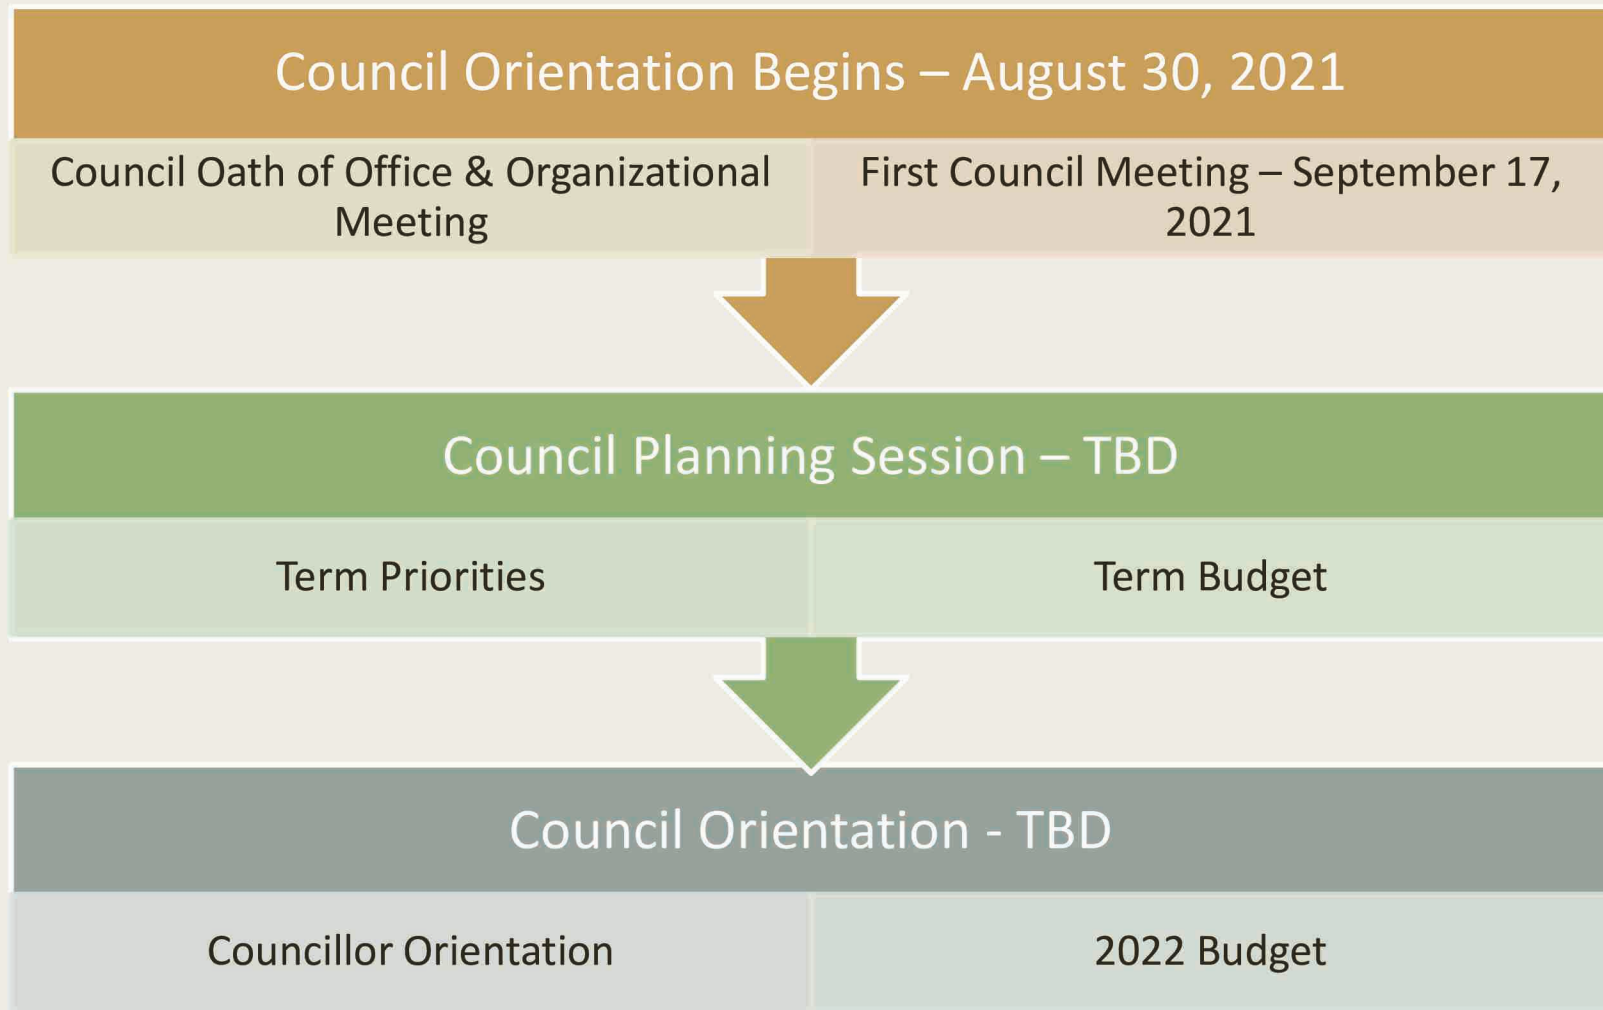 Council Orientation Begins – August 30, 2021
Council Oath of Office & Organizational
Meeting
First Council Meeting – September 17,
2021
Council Planning Session – TBD
Term Priorities
Term Budget
Council Orientation - TBD
Councillor Orientation
2022 Budget